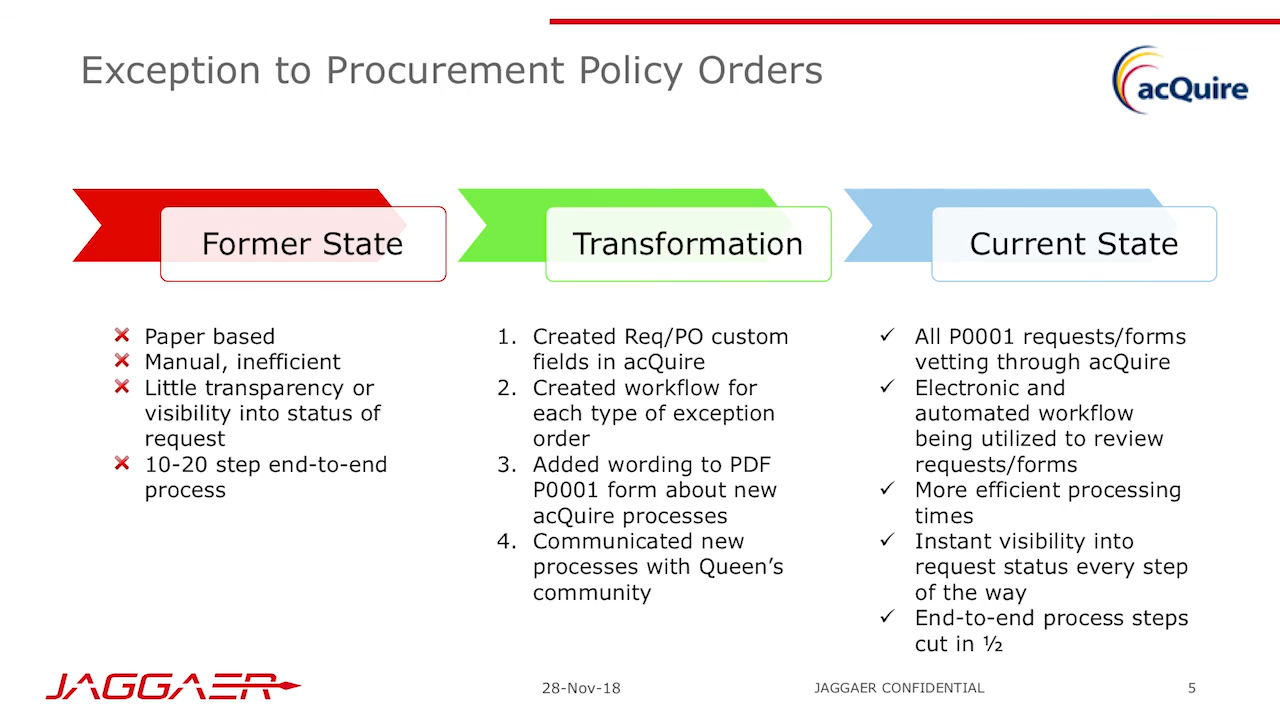 Exception to Procurement Policy Orders
acQuire
Former State
Transformation
Current State
Paper based
Manual, inefficient
Little transparency or
visibility into status of
request
10-20 step end-to-end
process
1. Created Req/PO custom
fields in acQuire
2. Created workflow for
each type of exception
order
3. Added wording to PDF
P0001 form about new
acQuire processes
4. Communicated new
processes with Queen’s
community
✓ All P0001 requests/forms
vetting through acQuire
✓ Electronic and
automated workflow
being utilized to review
requests/forms
✓ More efficient processing
times
✓ Instant visibility into
request status every step
of the way
✓ End-to-end process steps
cut in ½
JAGGAER
28-Nov-18
JAGGAER CONFIDENTIAL
5